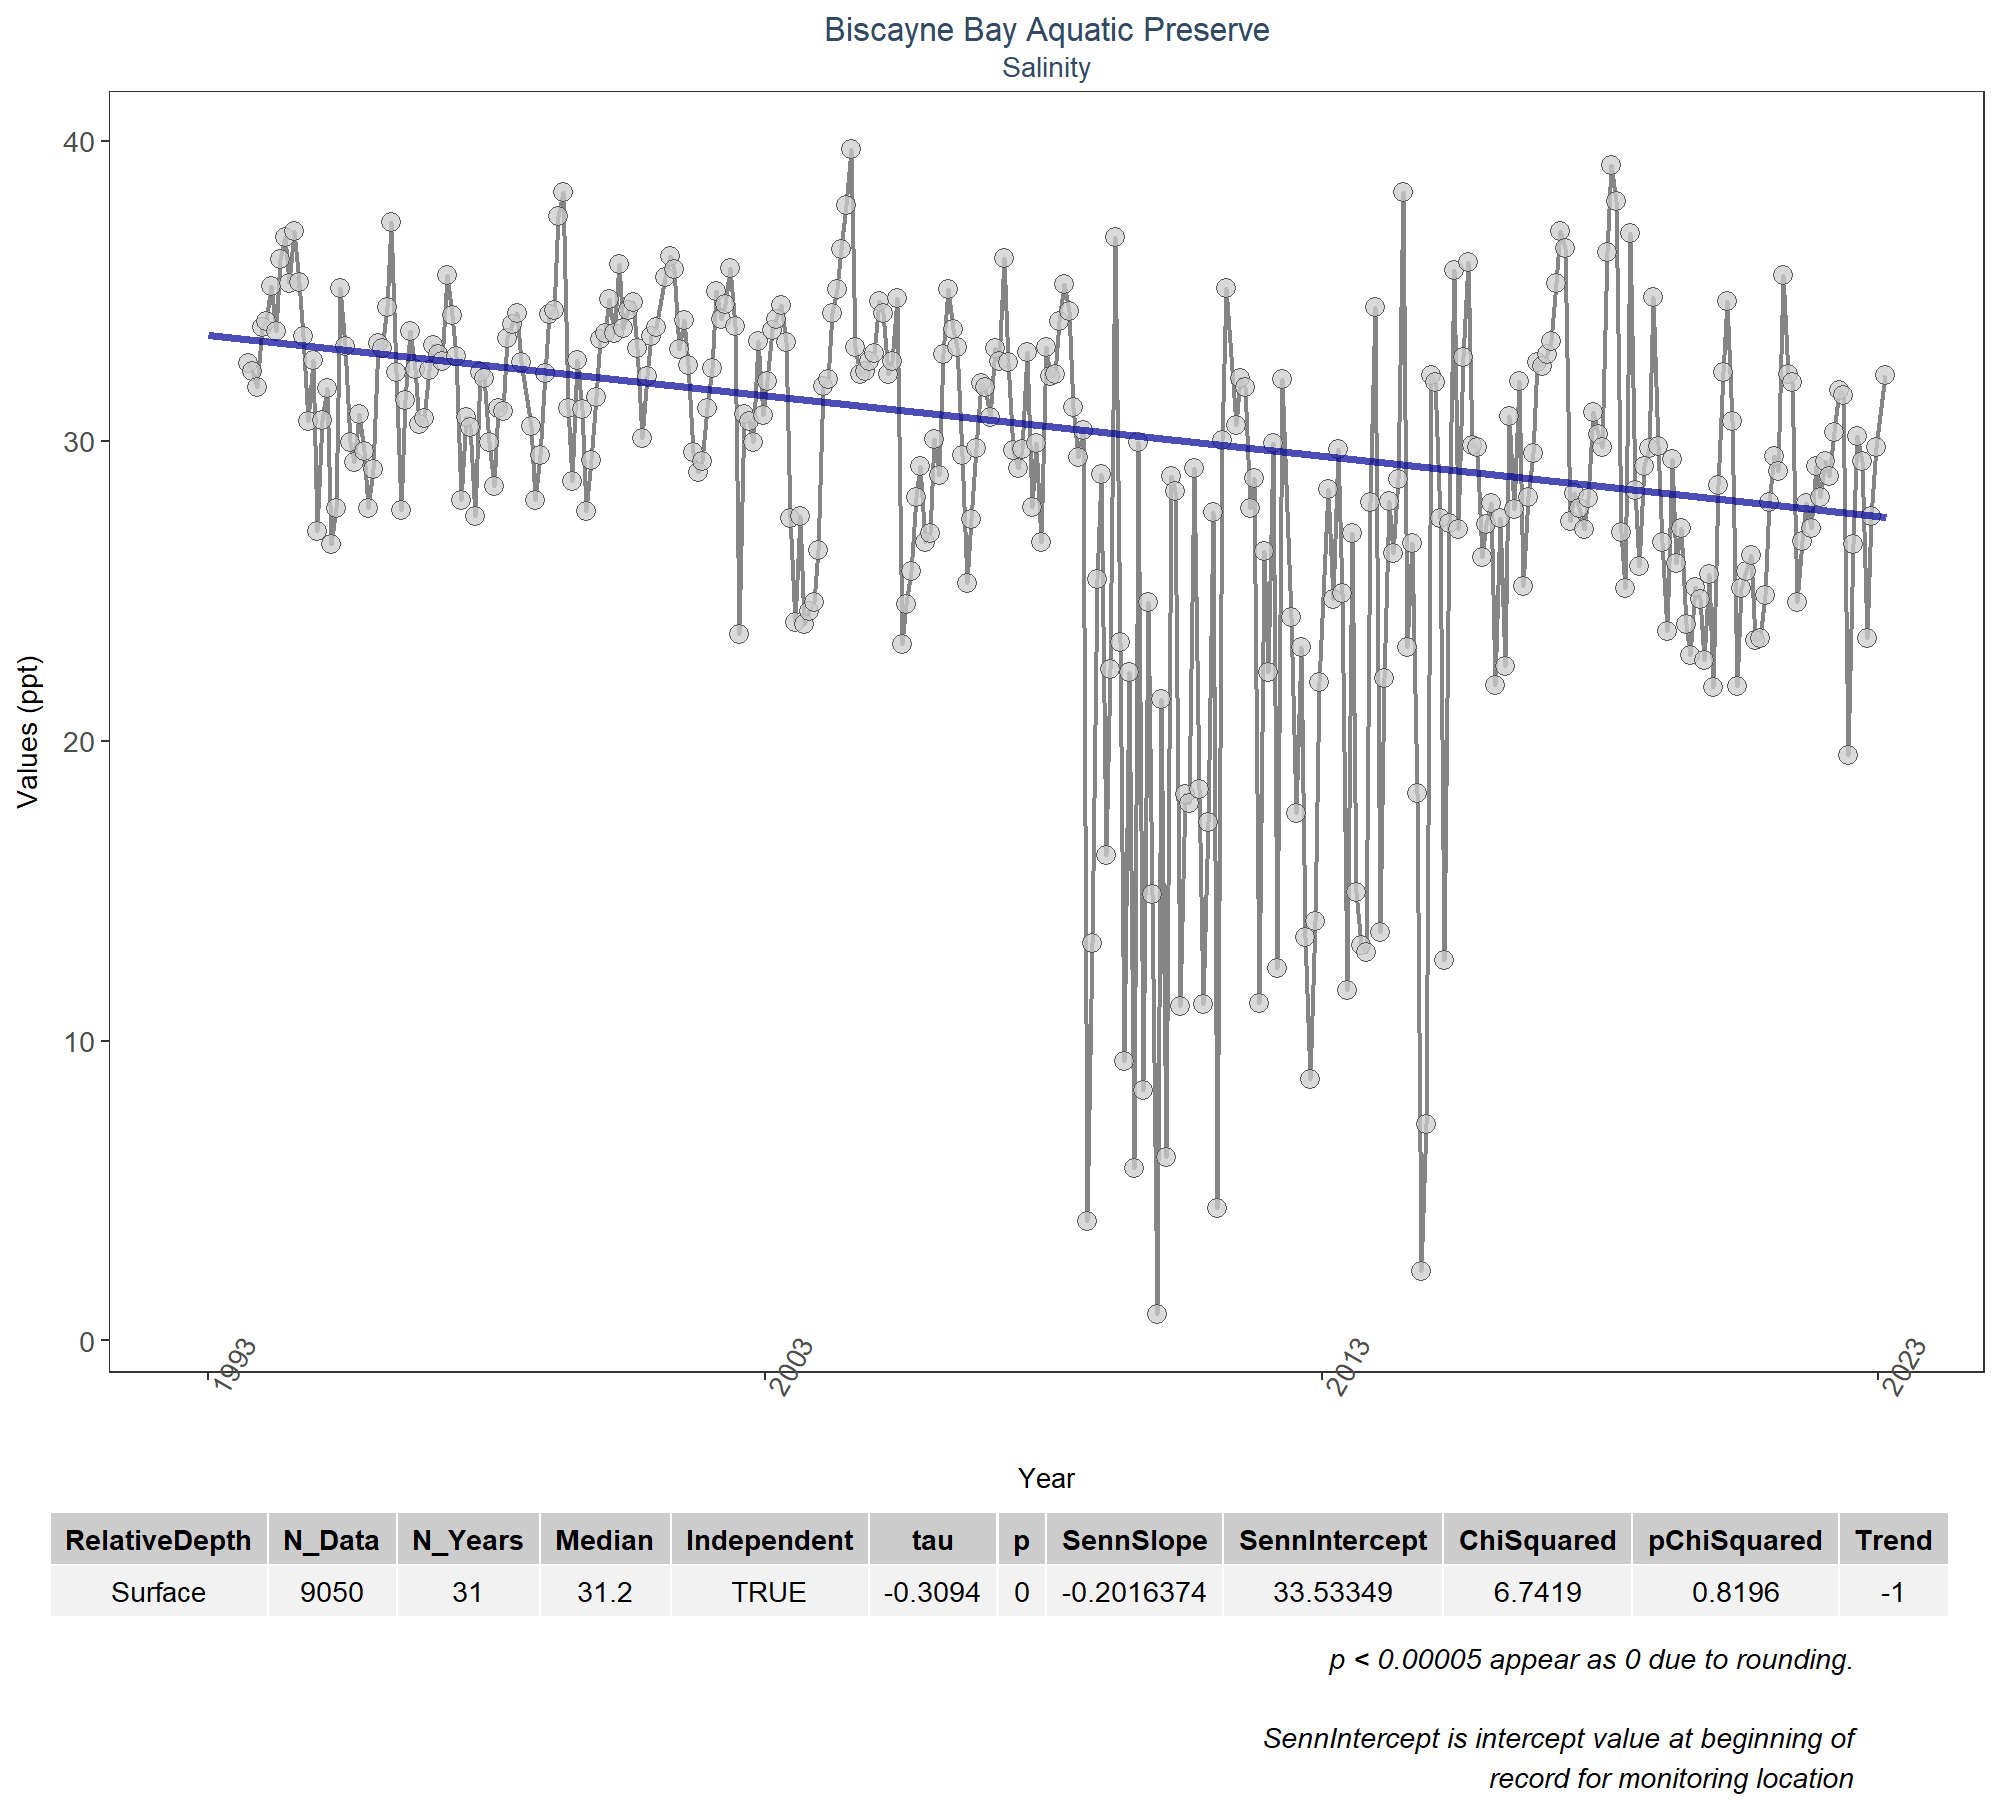 Biscayne Bay Aquatic Preserve
Salinity
40
30
20
10
0
Values (ppt)
1993 2003 2013 2023
Year
RelativeDepth N_Data N_Years Median Independent tau p SennSlope SennIntercept ChiSquared pChiSquared Trend
Surface 9050 31 31.2 TRUE -0.3094 0 -0.2016374 33.53349 6.7419 0.8196 -1
p < 0.00005 appear as 0 due to rounding.
SennIntercept is intercept value at beginning of
record for monitoring location